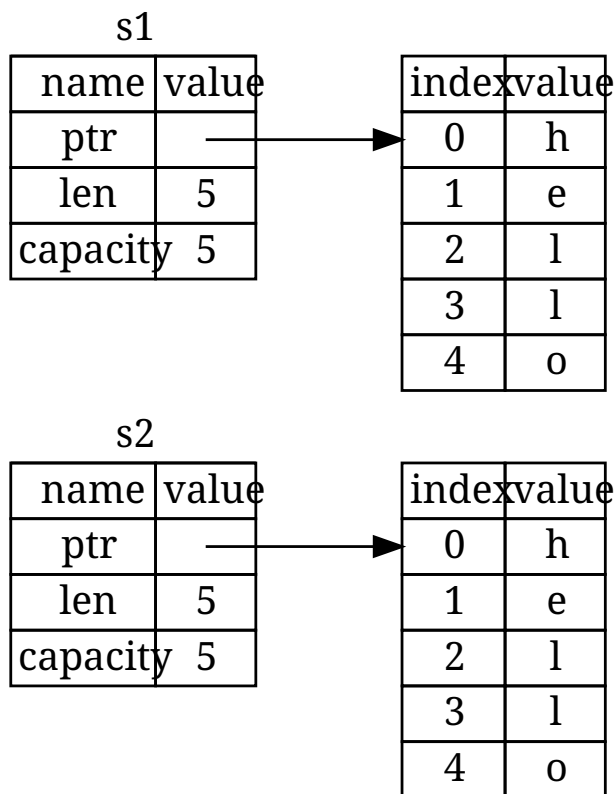 s1
name value index value
ptr 0 h
len 5 1 e
capacity 5 2 l
3 l
4 o
s2
name value index value
ptr 0 h
len 5 1 e
capacity 5 2 l
3 l
4 o